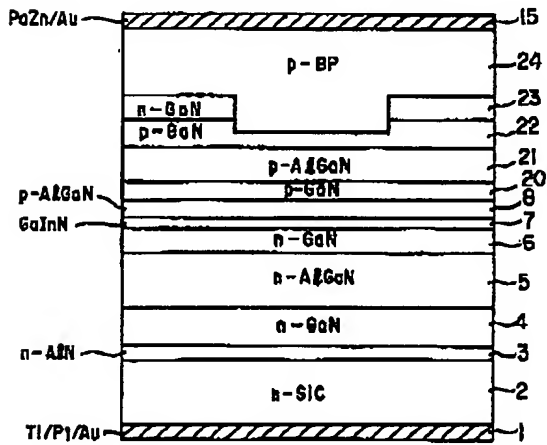 PaZn/Au 15
p-BP 24
n-GaN 23
p-GaN 22
p-AlGaN 21
p-GaN 20
p-AlGaN 8
GaInN 7
n-GaN 6
n-AlGaN 5
n-GaN 4
n-AlN 3
n-SiC 2
Ti/Pt/Au 1